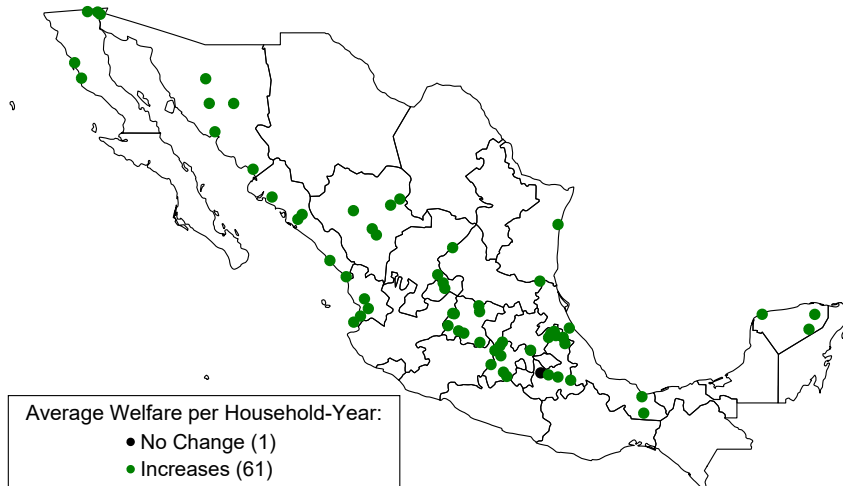 Average Welfare per Household-Year:
No Change (1)
Increases (61)